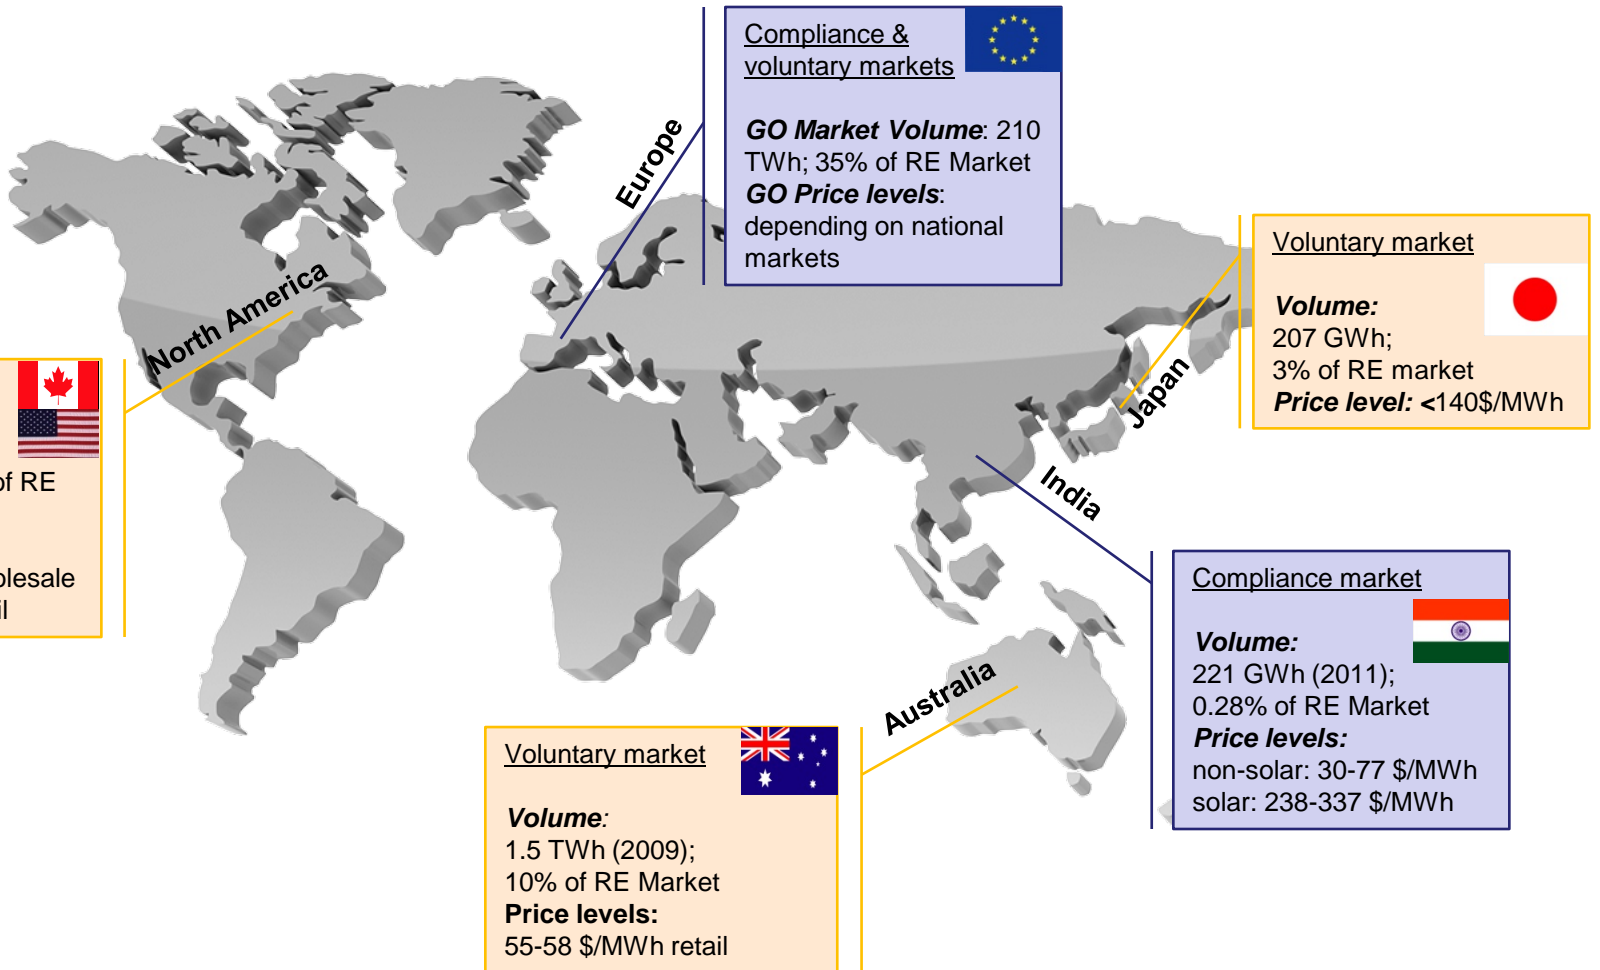 Compliance &
voluntary markets
GO Market Volume: 210
TWh; 35% of RE Market
GO Price levels:
depending on national
markets
Europe
Voluntary market
Volume:
207 GWh;
3% of RE market
Price level: <140$/MWh
Japan
North America
of RE
India
Compliance market
Volume:
221 GWh (2011);
0.28% of RE Market
Price levels:
non-solar: 30-77 $/MWh
solar: 238-337 $/MWh
Australia
Voluntary market
Volume:
1.5 TWh (2009);
10% of RE Market
Price levels:
55-58 $/MWh retail